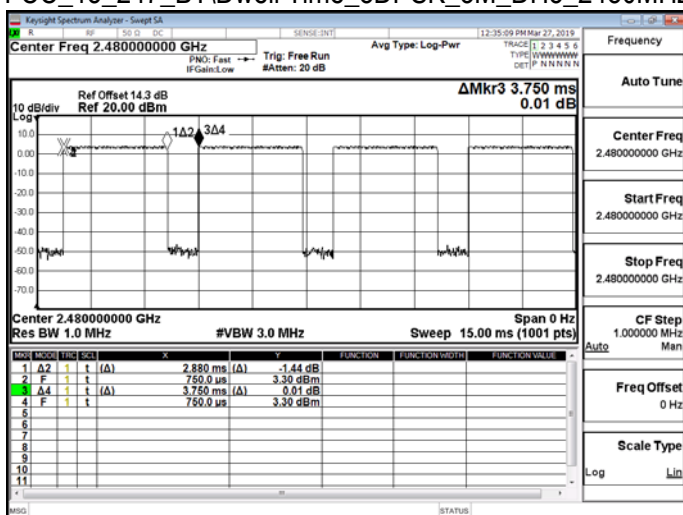 Keysight Spectrum Analyzer - Swept SA
R RF 50 Ω DC SENSE:INT 12:35:09 PM Mar 27, 2019
Center Freq 2.480000000 GHz Avg Type: Log-Pwr TRACE 1 2 3 4 5 6
PNO: Fast Trig: Free Run TYPE WWWWWW
IFGain:Low #Atten: 20 dB DET P N N N N N
ΔMkr3 3.750 ms
0.01 dB
Ref Offset 14.3 dB
10 dB/div Ref 20.00 dBm
Log
10.0
0.00
-10.0
-20.0
-30.0
-40.0
-50.0
-60.0
-70.0
1Δ2 3Δ4
Center 2.480000000 GHz Span 0 Hz
Res BW 1.0 MHz #VBW 3.0 MHz Sweep 15.00 ms (1001 pts)
MKR MODE TRC SCL X Y FUNCTION FUNCTION WIDTH FUNCTION VALUE
1 Δ2 1 t (Δ) 2.880 ms (Δ) -1.44 dB
2 F 1 t 750.0 µs 3.30 dBm
3 Δ4 1 t (Δ) 3.750 ms (Δ) 0.01 dB
4 F 1 t 750.0 µs 3.30 dBm
5
6
7
8
9
10
11
MSG STATUS
Frequency
Auto Tune
Center Freq
2.480000000 GHz
Start Freq
2.480000000 GHz
Stop Freq
2.480000000 GHz
CF Step
1.000000 MHz
Auto Man
Freq Offset
0 Hz
Scale Type
Log Lin